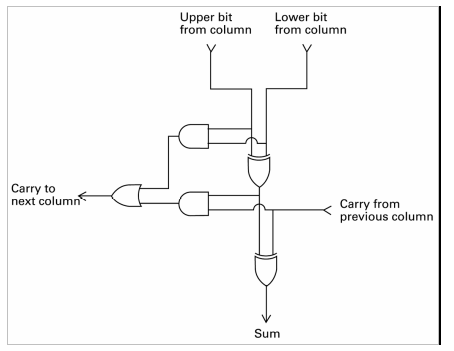 Upper bit
from column
Lower bit
from column
Carry to
next column
Carry from
previous column
Sum